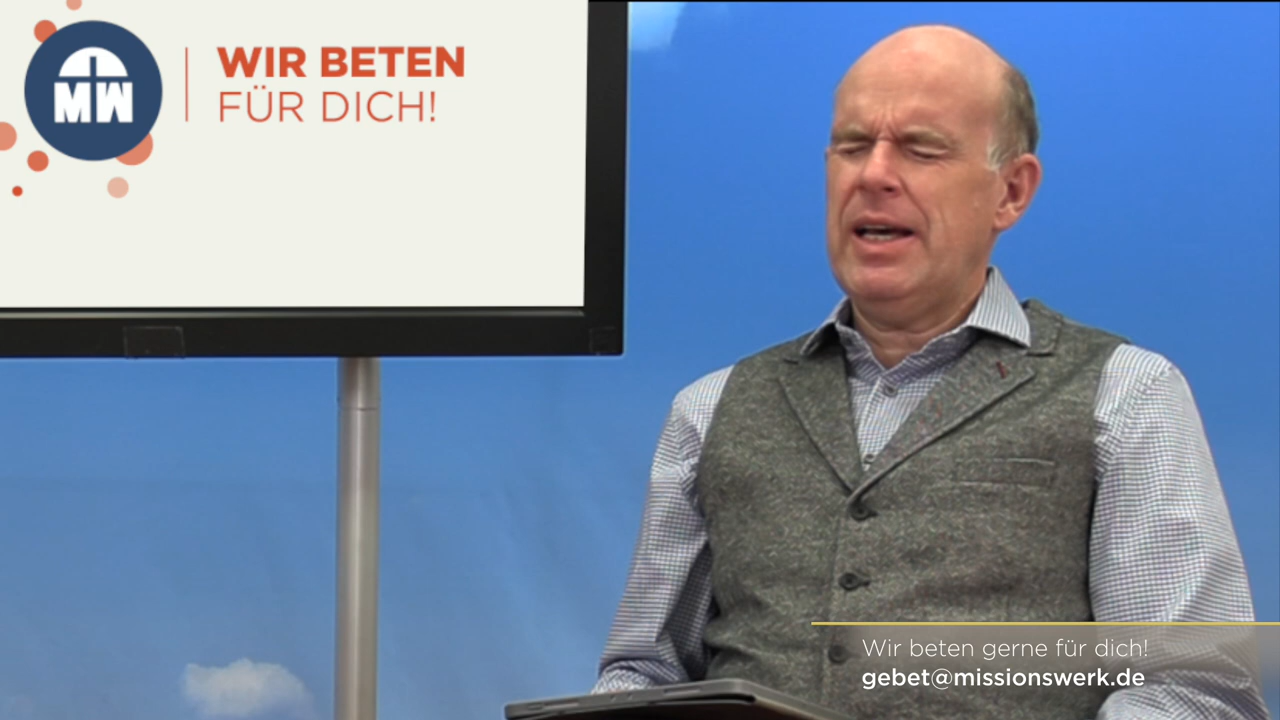 MW
WIR BETEN
FÜR DICH!
Wir beten gerne für dich!
gebet@missionswerk.de